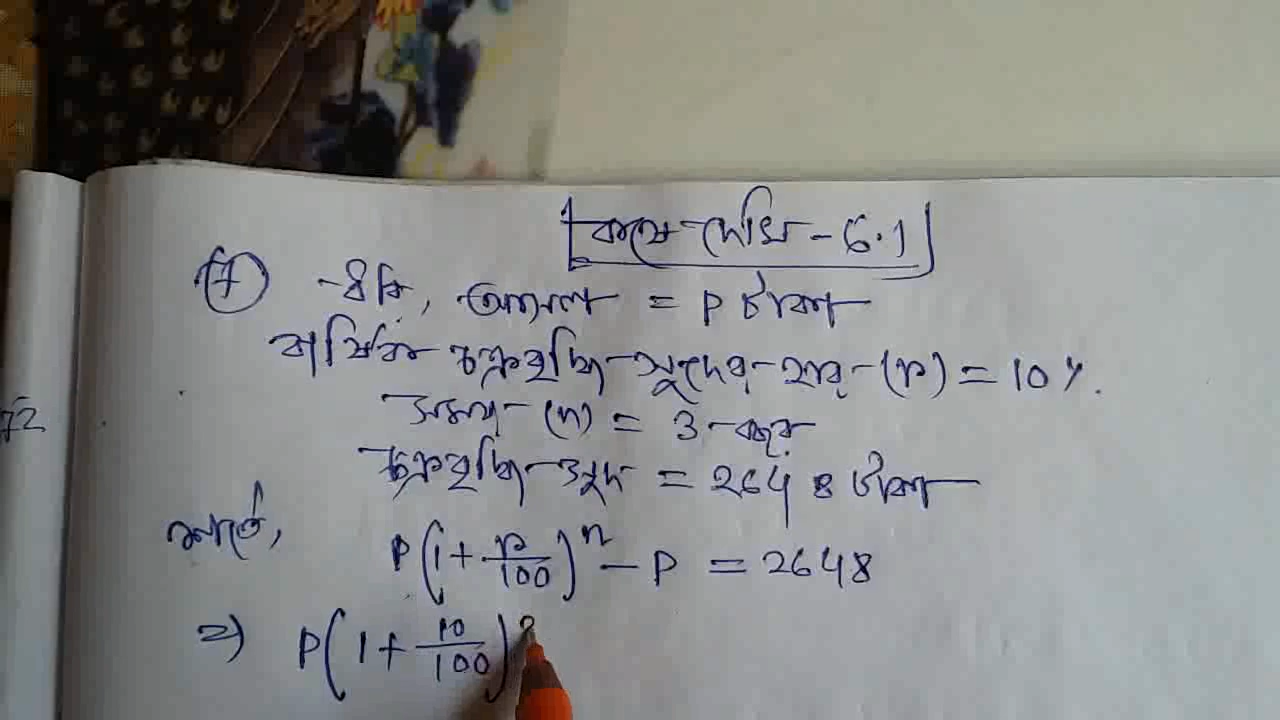 কষে দেখি - 6.1
7 ধরি, আসল = P টাকা
বার্ষিক চক্রবৃদ্ধি সুদের হার (r) = 10%.
সময় (n) = 3 বছর
72
চক্রবৃদ্ধি সুদ = 2648 টাকা
শর্তে,
P(1 + r/100)^n - P = 2648
⇒) P(1 + 10/100)